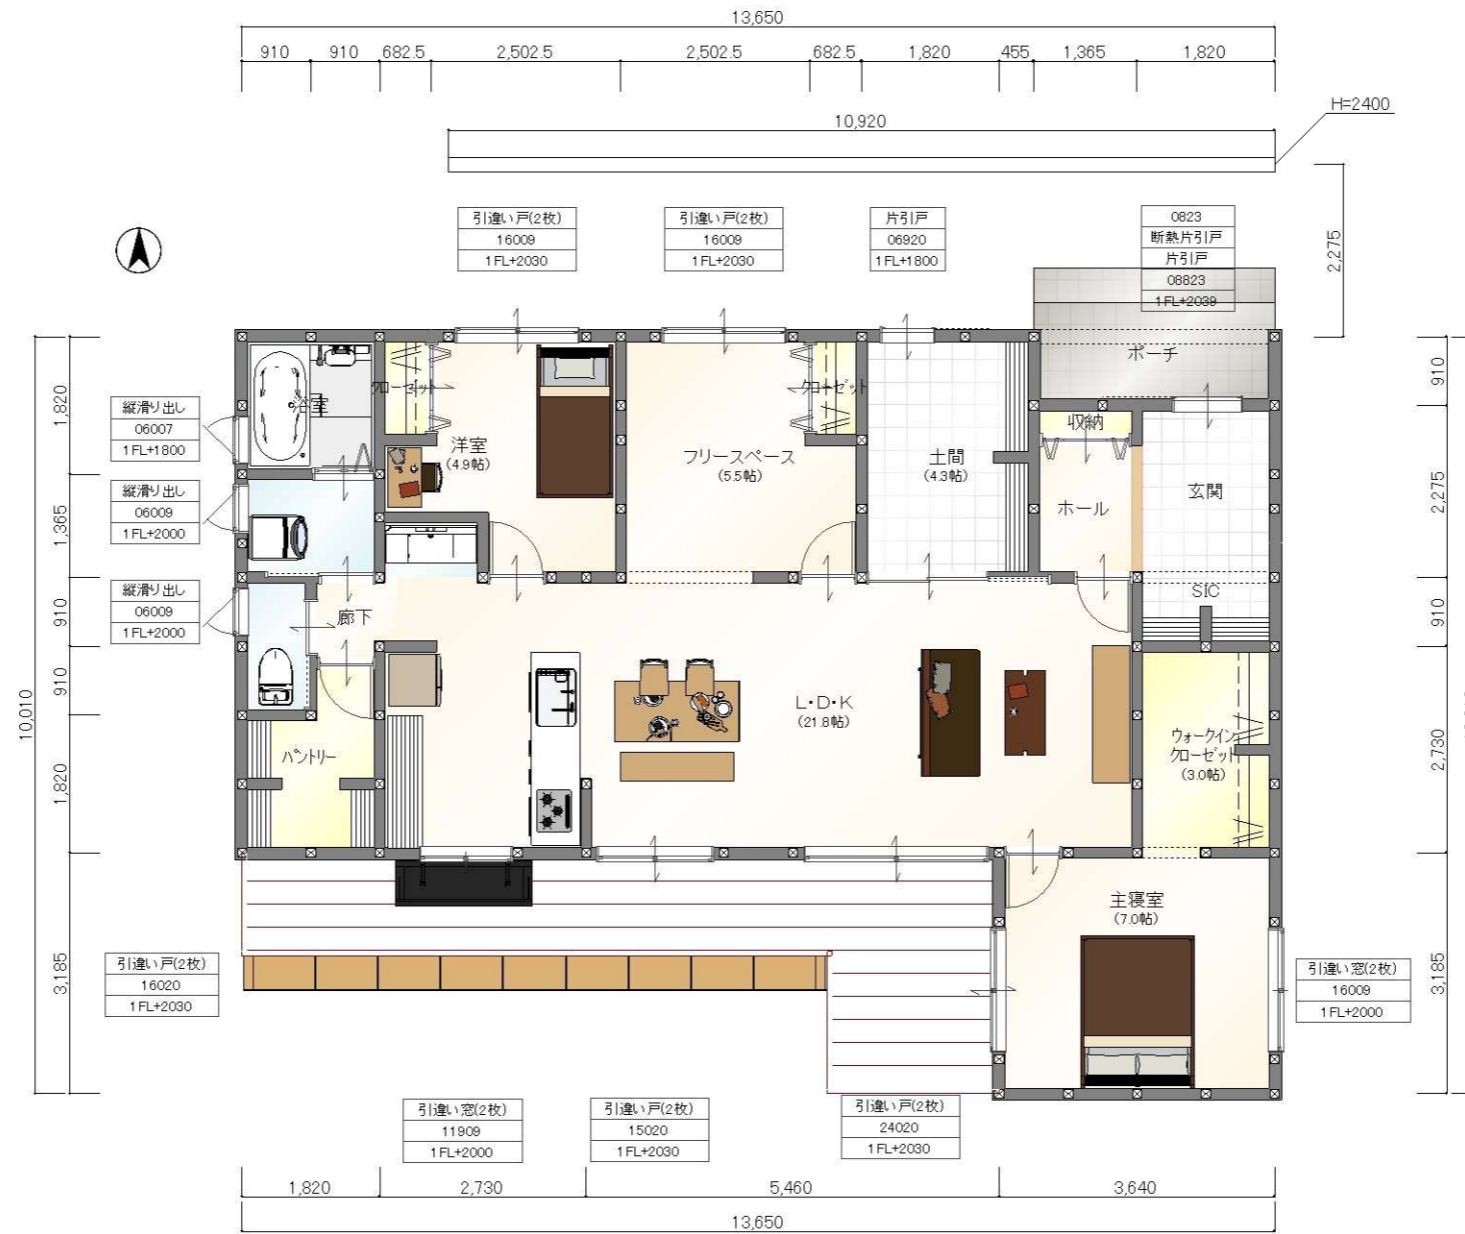 13,650
910
910
682.5
2,502.5
2,502.5
682.5
1,820
455
1,365
1,820
10,920
H=2400
2,275
引違い戸(2枚)
16009
1FL+2030
引違い戸(2枚)
16009
1FL+2030
片引戸
06920
1FL+1800
0823
断熱片引戸
片引戸
08823
1FL+2039
ポーチ
縦滑り出し
06007
1FL+1800
縦滑り出し
06009
1FL+2000
縦滑り出し
06009
1FL+2000
1,820
1,365
910
910
1,820
3,185
10,010
浴室
クローゼット
洋室
(4.9帖)
フリースペース
(5.5帖)
クローゼット
土間
(4.3帖)
収納
ホール
玄関
SIC
廊下
パントリー
L・D・K
(21.8帖)
ウォークイン
クローゼット
(3.0帖)
主寝室
(7.0帖)
910
2,275
910
2,730
3,185
引違い戸(2枚)
16020
1FL+2030
引違い窓(2枚)
16009
1FL+2000
引違い窓(2枚)
11909
1FL+2000
引違い戸(2枚)
15020
1FL+2030
引違い戸(2枚)
24020
1FL+2030
1,820
2,730
5,460
3,640
13,650